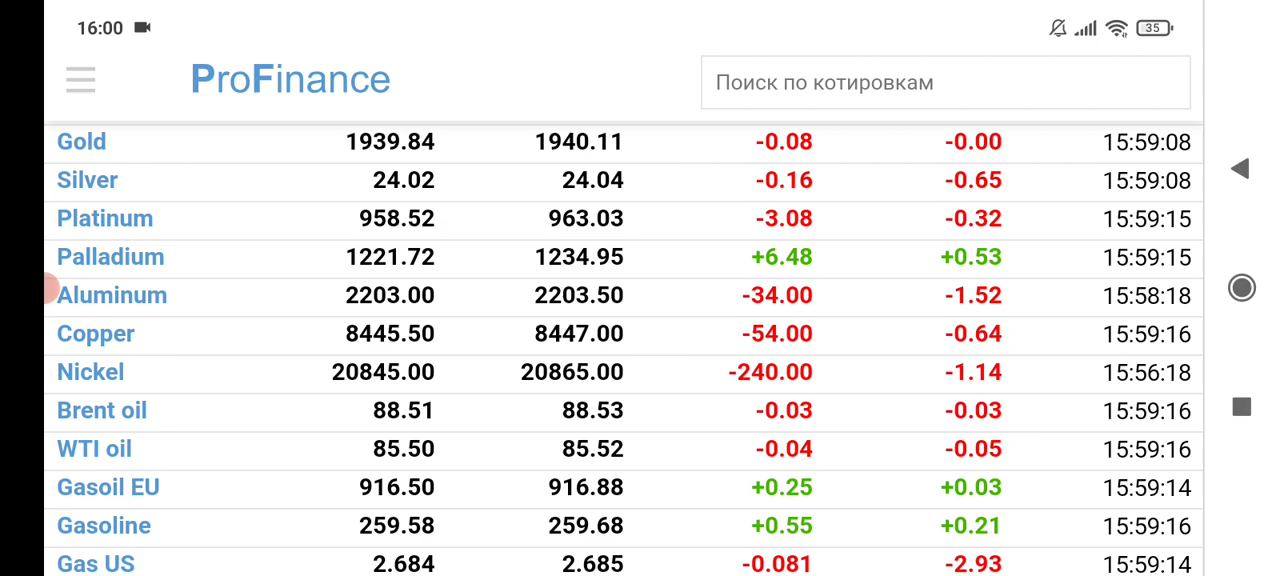 16:00 35
ProFinance Поиск по котировкам
Gold 1939.84 1940.11 -0.08 -0.00 15:59:08
Silver 24.02 24.04 -0.16 -0.65 15:59:08
Platinum 958.52 963.03 -3.08 -0.32 15:59:15
Palladium 1221.72 1234.95 +6.48 +0.53 15:59:15
Aluminum 2203.00 2203.50 -34.00 -1.52 15:58:18
Copper 8445.50 8447.00 -54.00 -0.64 15:59:16
Nickel 20845.00 20865.00 -240.00 -1.14 15:56:18
Brent oil 88.51 88.53 -0.03 -0.03 15:59:16
WTI oil 85.50 85.52 -0.04 -0.05 15:59:16
Gasoil EU 916.50 916.88 +0.25 +0.03 15:59:14
Gasoline 259.58 259.68 +0.55 +0.21 15:59:16
Gas US 2.684 2.685 -0.081 -2.93 15:59:14